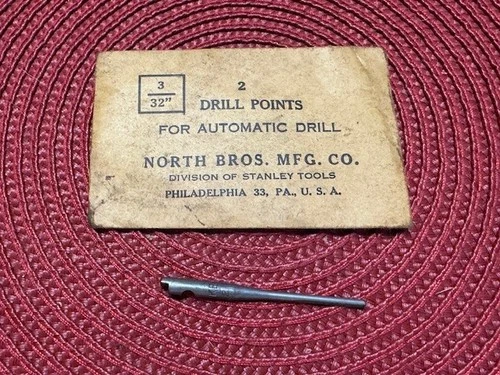 3
32"
2
DRILL POINTS
FOR AUTOMATIC DRILL
NORTH BROS. MFG. CO.
DIVISION OF STANLEY TOOLS
PHILADELPHIA 33, PA., U. S. A.